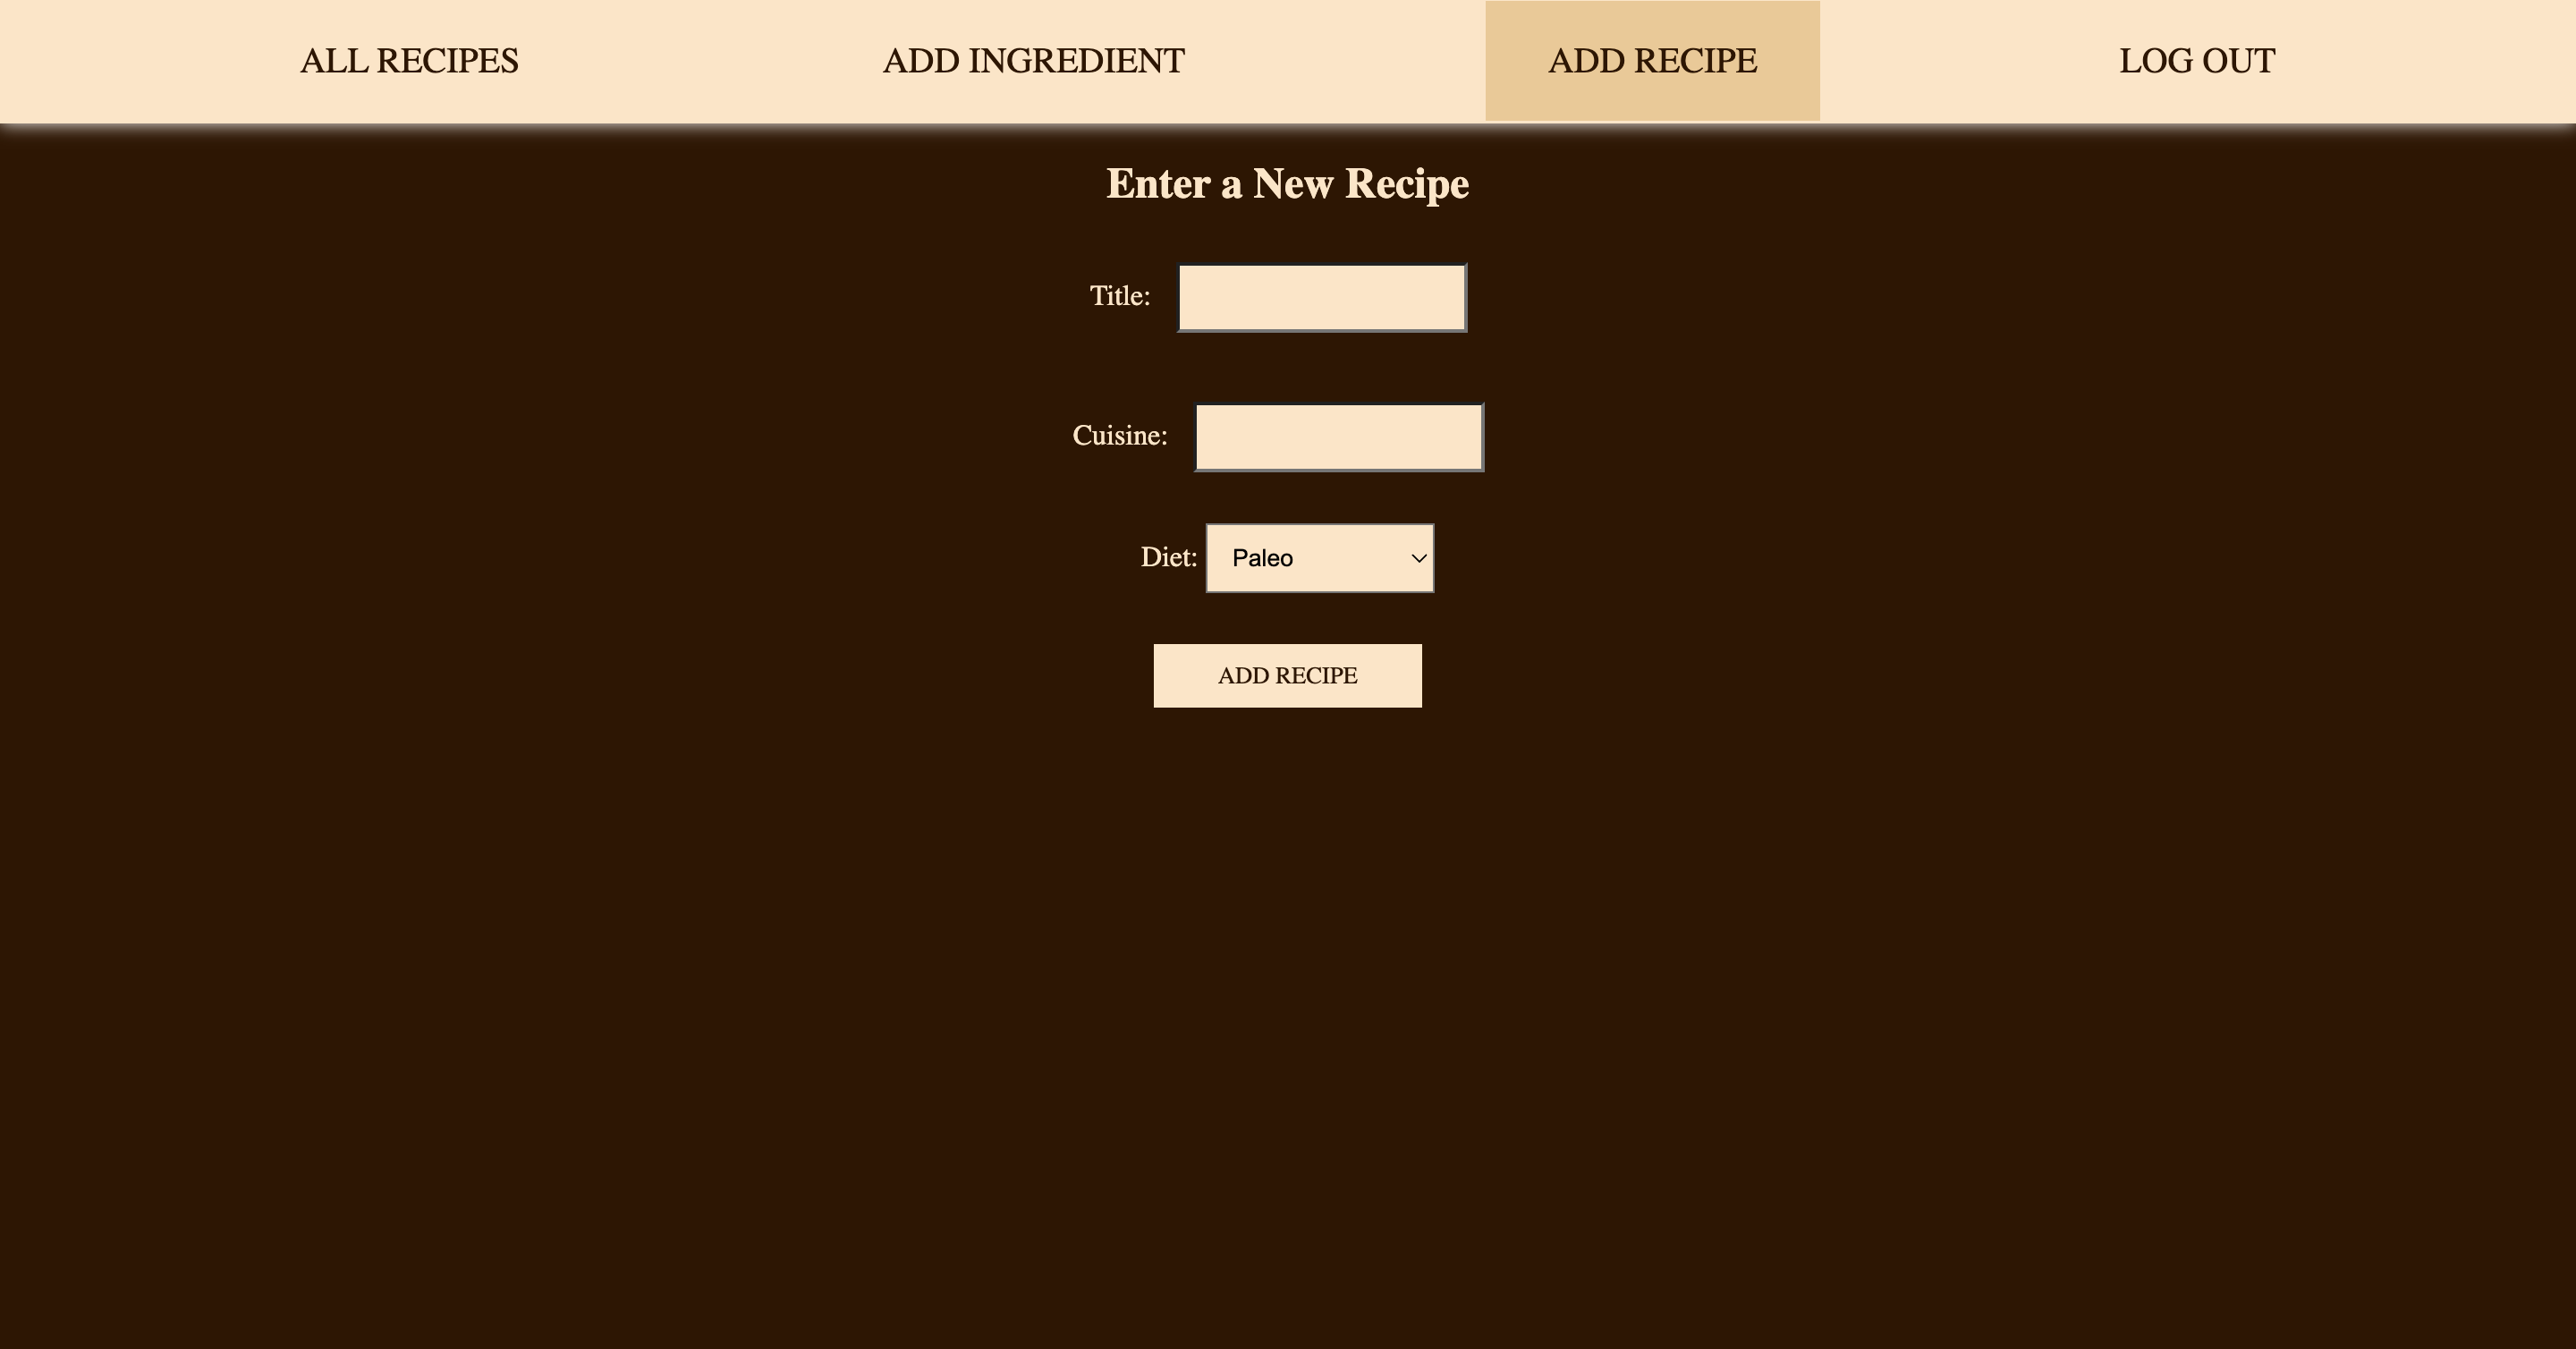 ALL RECIPES ADD INGREDIENT ADD RECIPE LOG OUT
Enter a New Recipe
Title:
Cuisine:
Diet: Paleo
ADD RECIPE